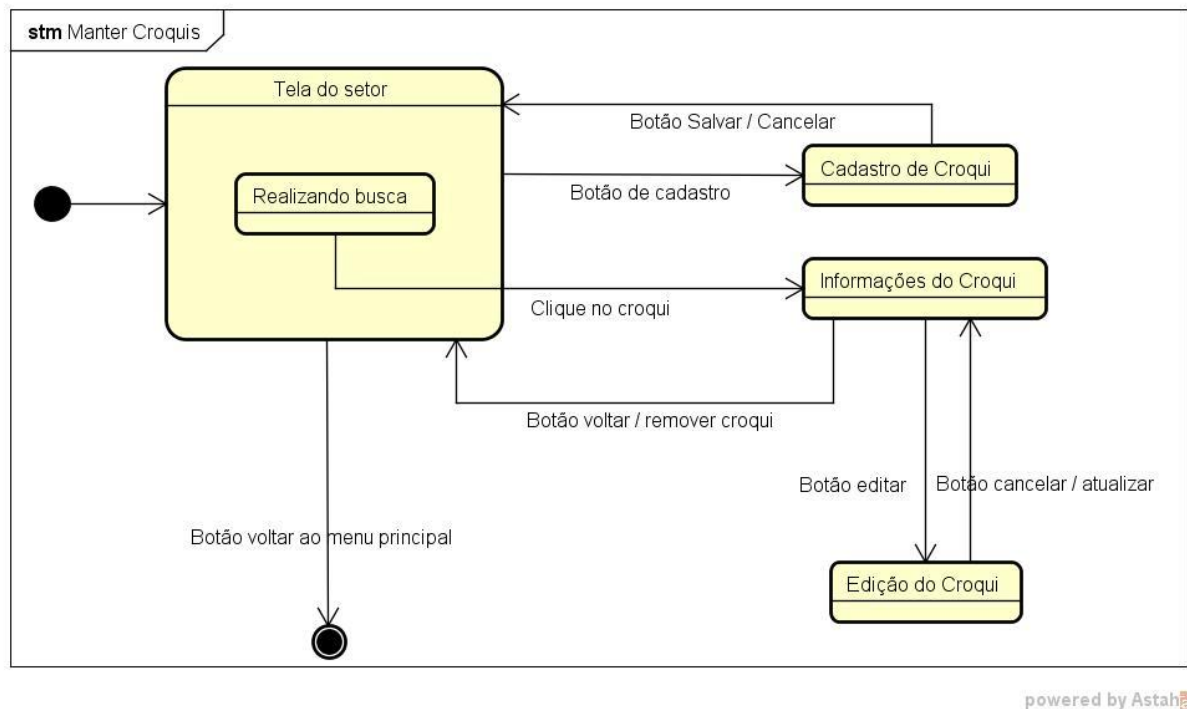 stm Manter Croquis
Tela do setor
Botão Salvar / Cancelar
Cadastro de Croqui
Realizando busca
Botão de cadastro
Informações do Croqui
Clique no croqui
Botão voltar / remover croqui
Botão editar
Botão cancelar / atualizar
Botão voltar ao menu principal
Edição do Croqui
powered by Astah